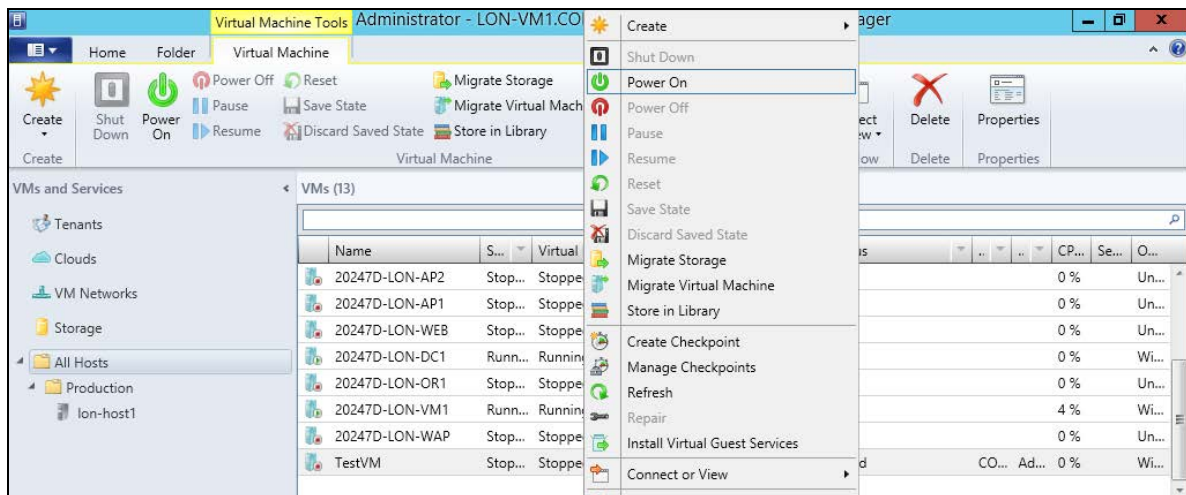 Virtual Machine Tools Administrator - LON-VM1.CO ager
Home Folder Virtual Machine
Create
Shut Down
Power On
Power Off
Pause
Resume
Reset
Save State
Discard Saved State
Migrate Storage
Migrate Virtual Mach
Store in Library
ect
ew
Delete
Properties
Create Virtual Machine ow Delete Properties
VMs and Services
Tenants
Clouds
VM Networks
Storage
All Hosts
Production
lon-host1
VMs (13)
Name S... Virtual us .. .. CP... Se... O...
20247D-LON-AP2 Stop... Stoppe 0 % Un...
20247D-LON-AP1 Stop... Stoppe 0 % Un...
20247D-LON-WEB Stop... Stoppe 0 % Un...
20247D-LON-DC1 Runn... Running 0 % Wi...
20247D-LON-OR1 Stop... Stoppe 0 % Un...
20247D-LON-VM1 Runn... Running 4 % Wi...
20247D-LON-WAP Stop... Stoppe 0 % Un...
TestVM Stop... Stoppe d CO... Ad... 0 % Wi...
Create
Shut Down
Power On
Power Off
Pause
Resume
Reset
Save State
Discard Saved State
Migrate Storage
Migrate Virtual Machine
Store in Library
Create Checkpoint
Manage Checkpoints
Refresh
Repair
Install Virtual Guest Services
Connect or View